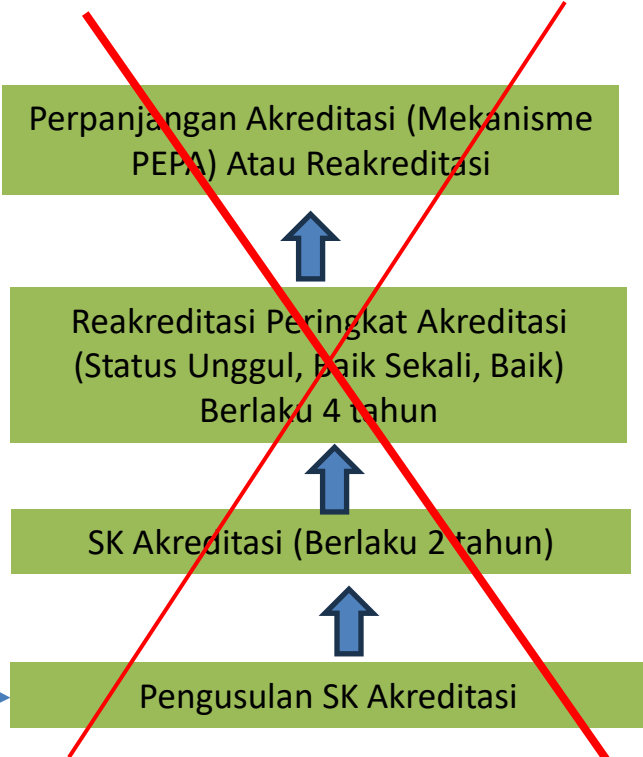 Perpanjangan Akreditasi (Mekanisme
PEPA) Atau Reakreditasi
Reakreditasi Peringkat Akreditasi
(Status Unggul, Baik Sekali, Baik)
Berlaku 4 tahun
SK Akreditasi (Berlaku 2 tahun)
Pengusulan SK Akreditasi